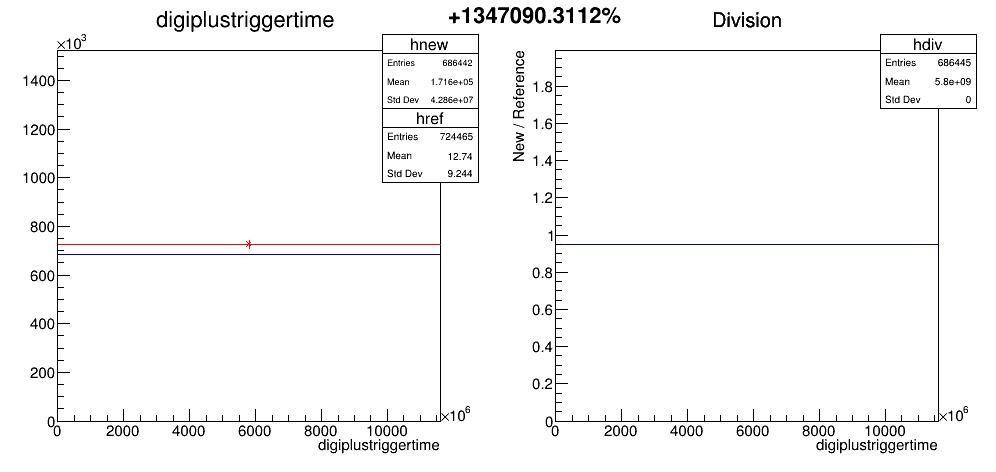 digiplustriggertime
+1347090.3112%
Division
×10³
hnew
Entries 686442
Mean 1.716e+05
Std Dev 4.286e+07
href
Entries 724465
Mean 12.74
Std Dev 9.244
1400
1200
1000
800
600
400
200
0
0 2000 4000 6000 8000 10000
×10⁶
digiplustriggertime
hdiv
Entries 686445
Mean 5.8e+09
Std Dev 0
New / Reference
1.8
1.6
1.4
1.2
1
0.8
0.6
0.4
0.2
0
0 2000 4000 6000 8000 10000
×10⁶
digiplustriggertime